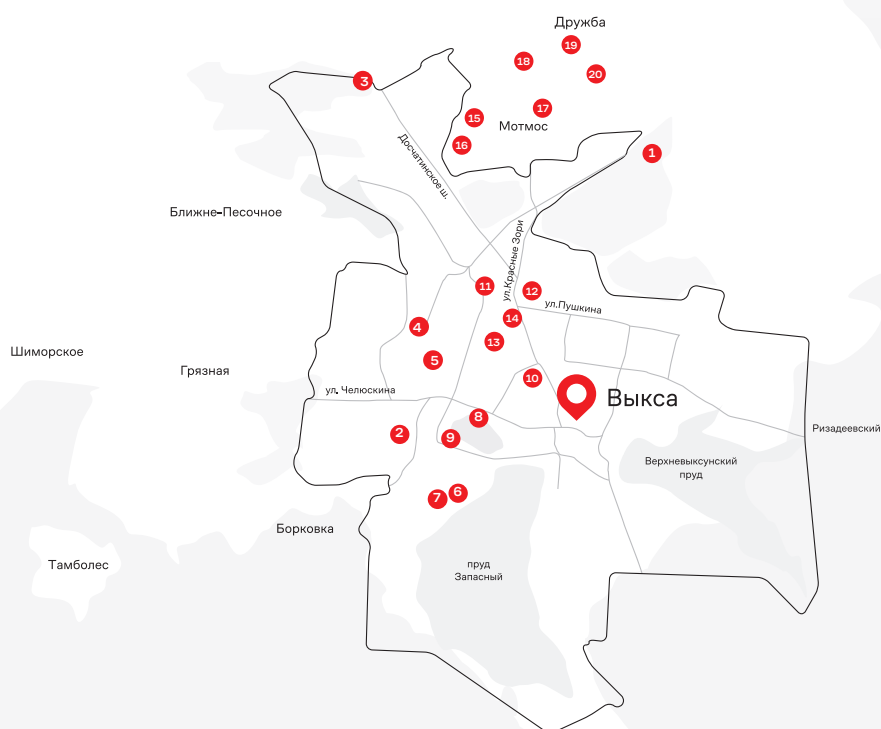 Дружба
19
18
20
3
17
15
Мотмос
16
1
Досчатинское ш.
Ближне-Песочное
ул.Красные Зори
11
12
ул.Пушкина
14
4
13
Шиморское
5
Грязная
10
ул. Челюскина
Выкса
8
2
9
Ризадеевский
Верхневыксунский
пруд
6
7
Борковка
Тамболес
пруд
Запасный